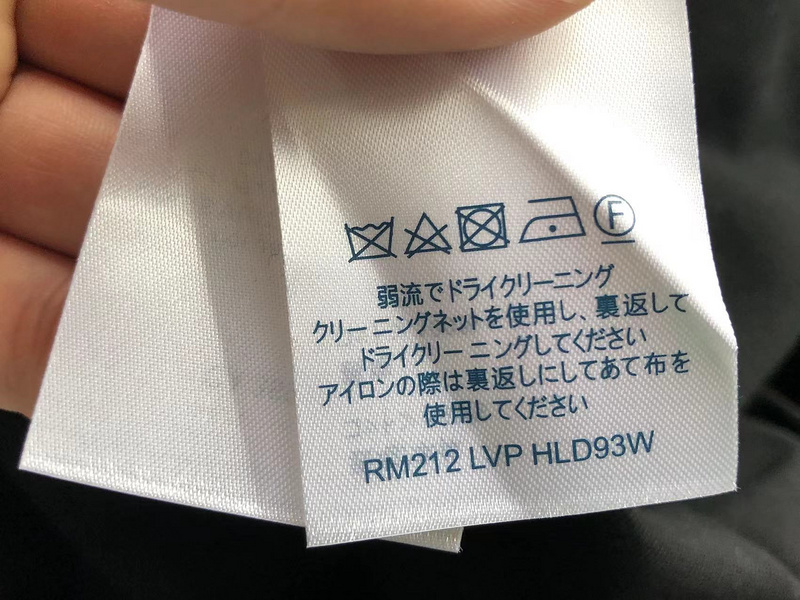 F
弱流でドライクリーニング
クリーニングネットを使用し、裏返して
ドライクリーニングしてください
アイロンの際は裏返しにしてあて布を
使用してください
RM212 LVP HLD93W